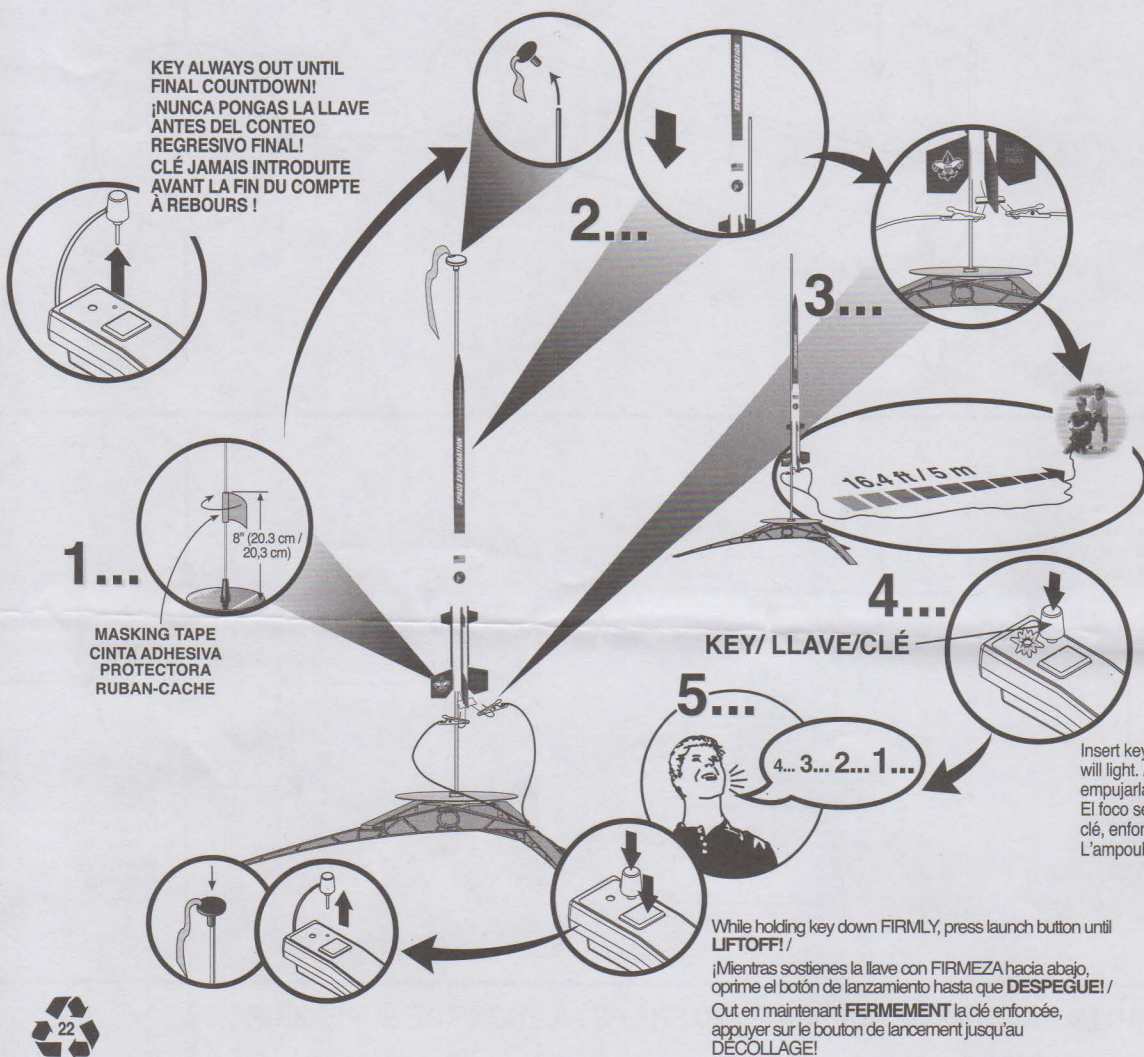 KEY ALWAYS OUT UNTIL
FINAL COUNTDOWN!
¡NUNCA PONGAS LA LLAVE
ANTES DEL CONTEO
REGRESIVO FINAL!
CLÉ JAMAIS INTRODUITE
AVANT LA FIN DU COMPTE
À REBOURS !
1...
8" (20.3 cm /
20,3 cm)
MASKING TAPE
CINTA ADHESIVA
PROTECTORA
RUBAN-CACHE
2...
SPACE EXPLORATION
SPACE EXPLORATION
3...
16.4 ft / 5 m
4...
KEY/ LLAVE/CLÉ
Insert key
will light.
empujarla
El foco se
clé, enfon
L'ampoul
5...
4... 3... 2... 1...
While holding key down FIRMLY, press launch button until
LIFTOFF! /
¡Mientras sostienes la llave con FIRMEZA hacia abajo,
oprime el botón de lanzamiento hasta que DESPEGUE! /
Out en maintenant FERMEMENT la clé enfoncée,
appuyer sur le bouton de lancement jusqu'au
DÉCOLLAGE!
22